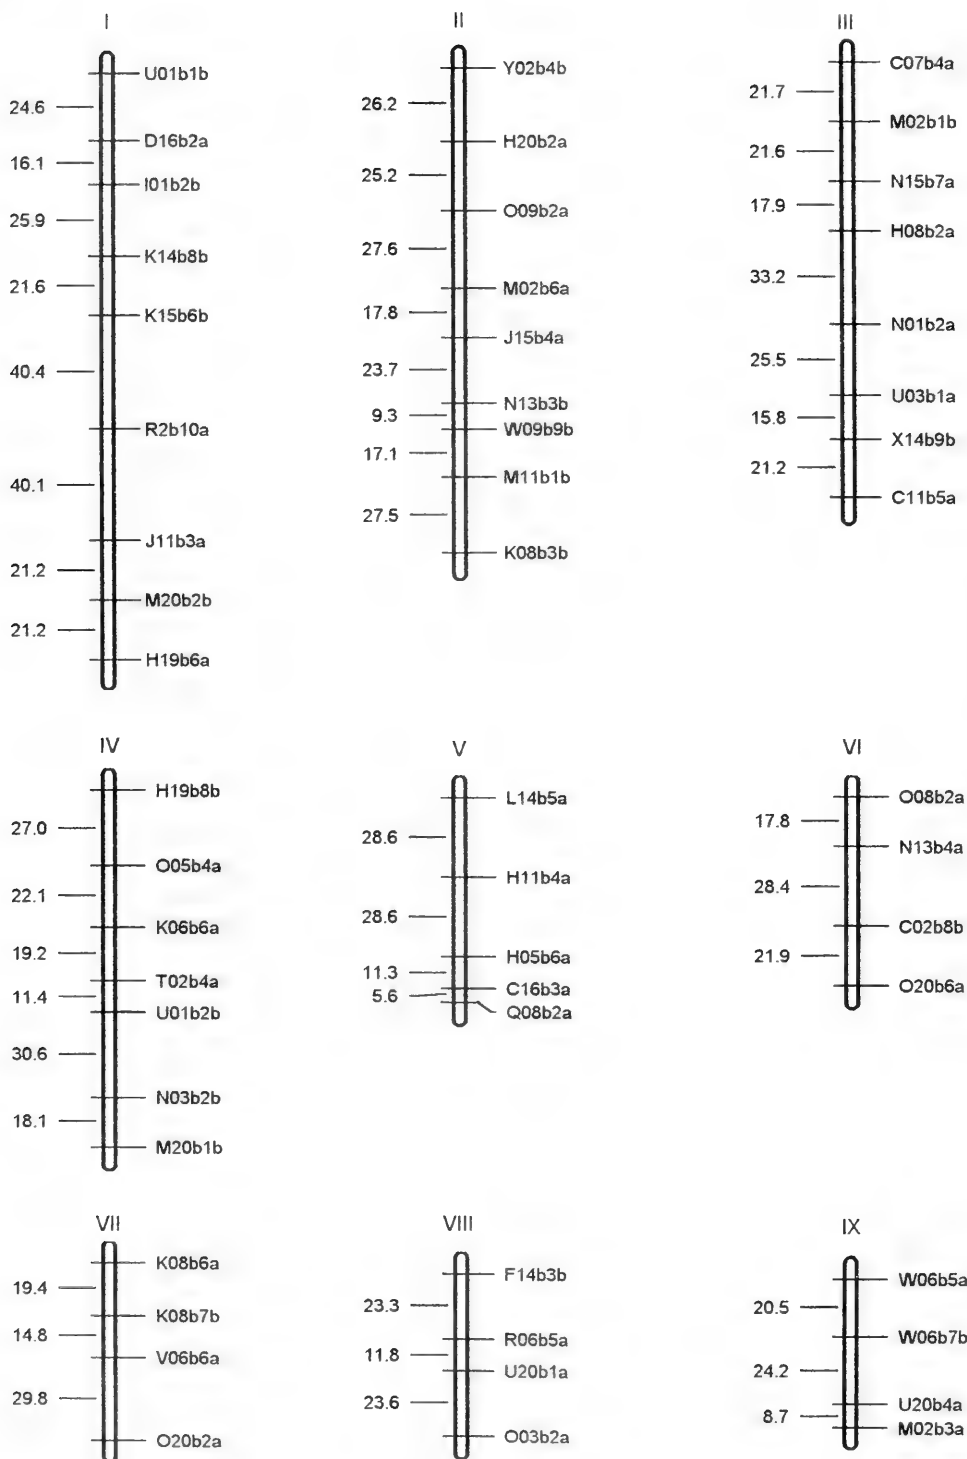 I
U01b1b
24.6
D16b2a
16.1
I01b2b
25.9
K14b8b
21.6
K15b6b
40.4
R2b10a
40.1
J11b3a
21.2
M20b2b
21.2
H19b6a
II
Y02b4b
26.2
H20b2a
25.2
O09b2a
27.6
M02b6a
17.8
J15b4a
23.7
N13b3b
9.3
W09b9b
17.1
M11b1b
27.5
K08b3b
III
C07b4a
21.7
M02b1b
21.6
N15b7a
17.9
H08b2a
33.2
N01b2a
25.5
U03b1a
15.8
X14b9b
21.2
C11b5a
IV
H19b8b
27.0
O05b4a
22.1
K06b6a
19.2
T02b4a
11.4
U01b2b
30.6
N03b2b
18.1
M20b1b
V
L14b5a
28.6
H11b4a
28.6
H05b6a
11.3
C16b3a
5.6
Q08b2a
VI
O08b2a
17.8
N13b4a
28.4
C02b8b
21.9
O20b6a
VII
K08b6a
19.4
K08b7b
14.8
V06b6a
29.8
O20b2a
VIII
F14b3b
23.3
R06b5a
11.8
U20b1a
23.6
O03b2a
IX
W06b5a
20.5
W06b7b
24.2
U20b4a
8.7
M02b3a